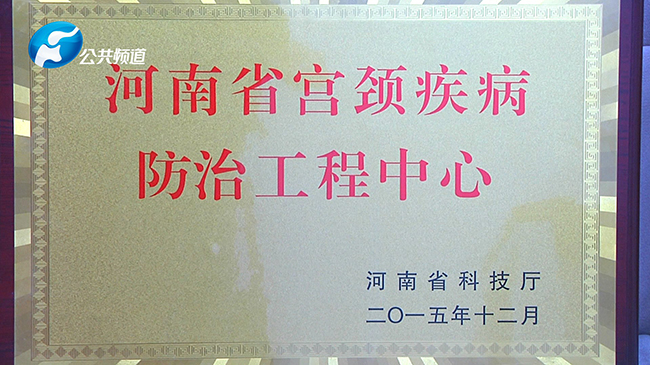 公共频道
河南省宫颈疾病
防治工程中心
河南省科技厅
二〇一五年十二月